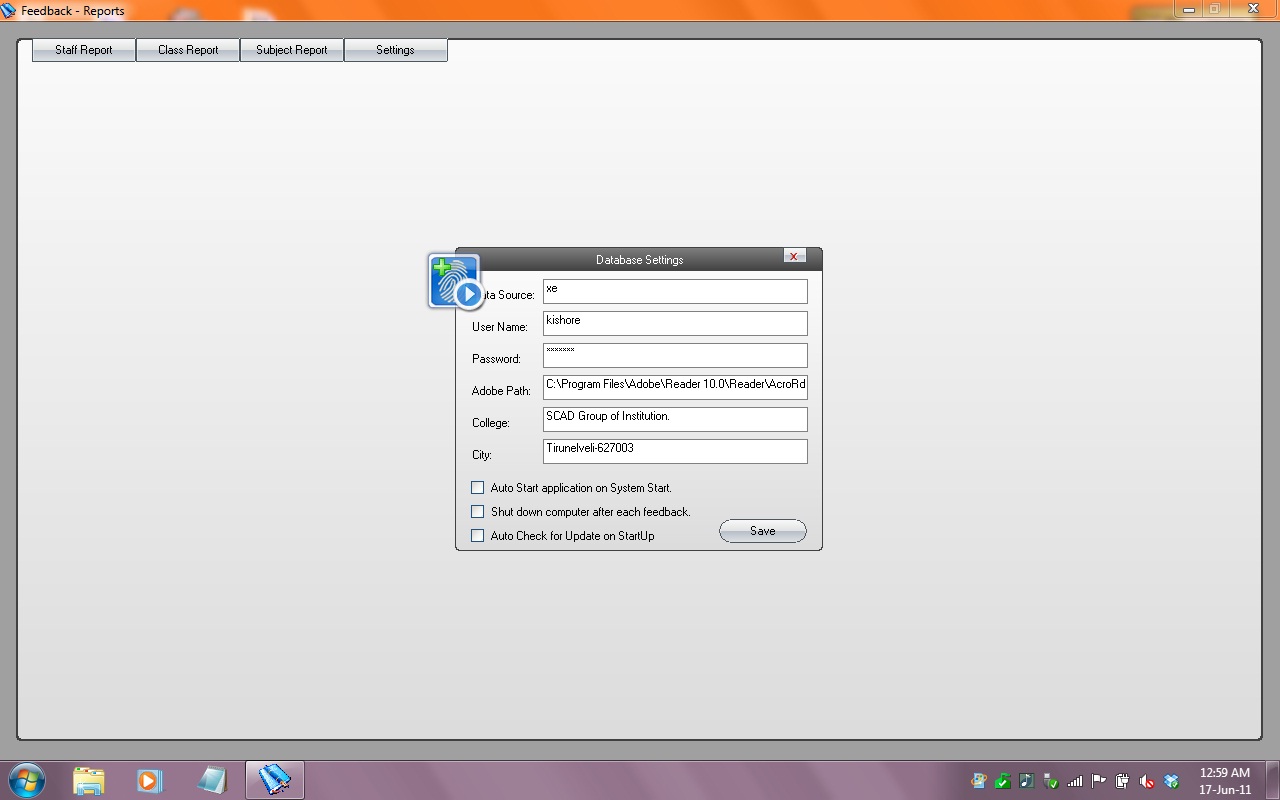 Feedback - Reports
Staff Report Class Report Subject Report Settings
Database Settings
ta Source: xe
User Name: kishore
Password: xxxxxxx
Adobe Path: C:\Program Files\Adobe\Reader 10.0\Reader\AcroRd
College: SCAD Group of Institution.
City: Tirunelveli-627003
Auto Start application on System Start.
Shut down computer after each feedback.
Auto Check for Update on StartUp
Save
12:59 AM
17-Jun-11